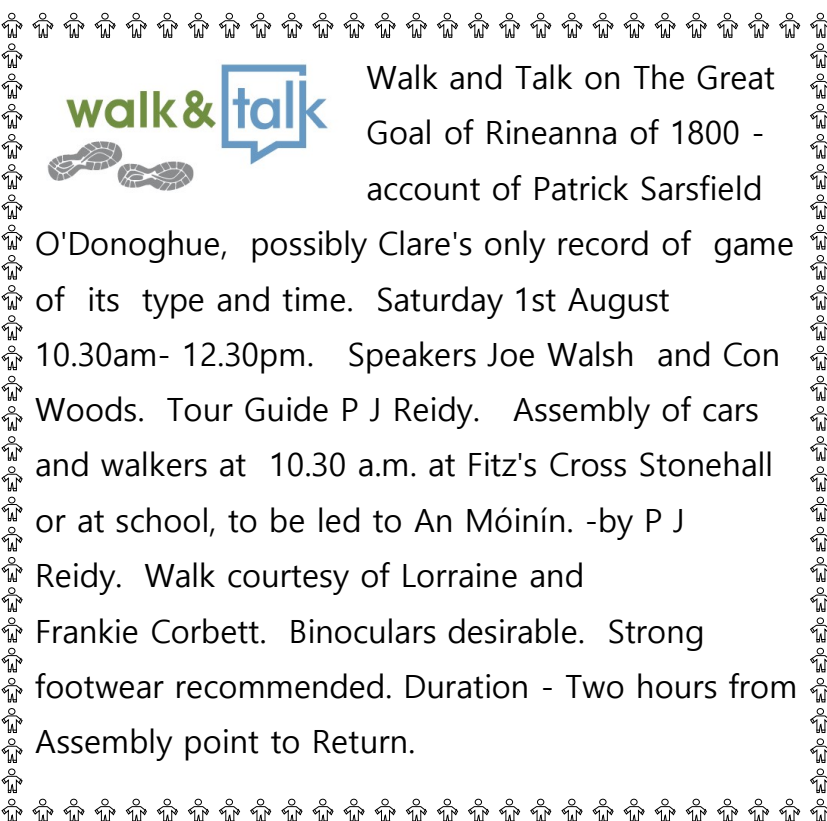 walk & talk
Walk and Talk on The Great
Goal of Rineanna of 1800 -
account of Patrick Sarsfield
O'Donoghue, possibly Clare's only record of game
of its type and time. Saturday 1st August
10.30am- 12.30pm. Speakers Joe Walsh and Con
Woods. Tour Guide P J Reidy. Assembly of cars
and walkers at 10.30 a.m. at Fitz's Cross Stonehall
or at school, to be led to An Móinín. -by P J
Reidy. Walk courtesy of Lorraine and
Frankie Corbett. Binoculars desirable. Strong
footwear recommended. Duration - Two hours from
Assembly point to Return.